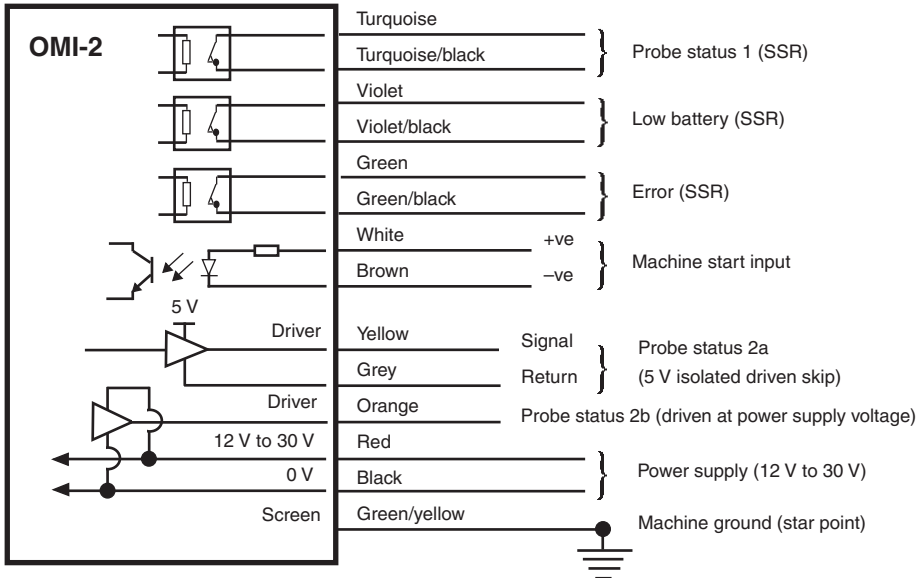 OMI-2
Turquoise
Turquoise/black
Probe status 1 (SSR)
Violet
Violet/black
Low battery (SSR)
Green
Green/black
Error (SSR)
White
+ve
Brown
–ve
Machine start input
5 V
Driver
Yellow
Signal
Grey
Return
Probe status 2a
(5 V isolated driven skip)
Driver
Orange
Probe status 2b (driven at power supply voltage)
12 V to 30 V
Red
0 V
Black
Power supply (12 V to 30 V)
Screen
Green/yellow
Machine ground (star point)